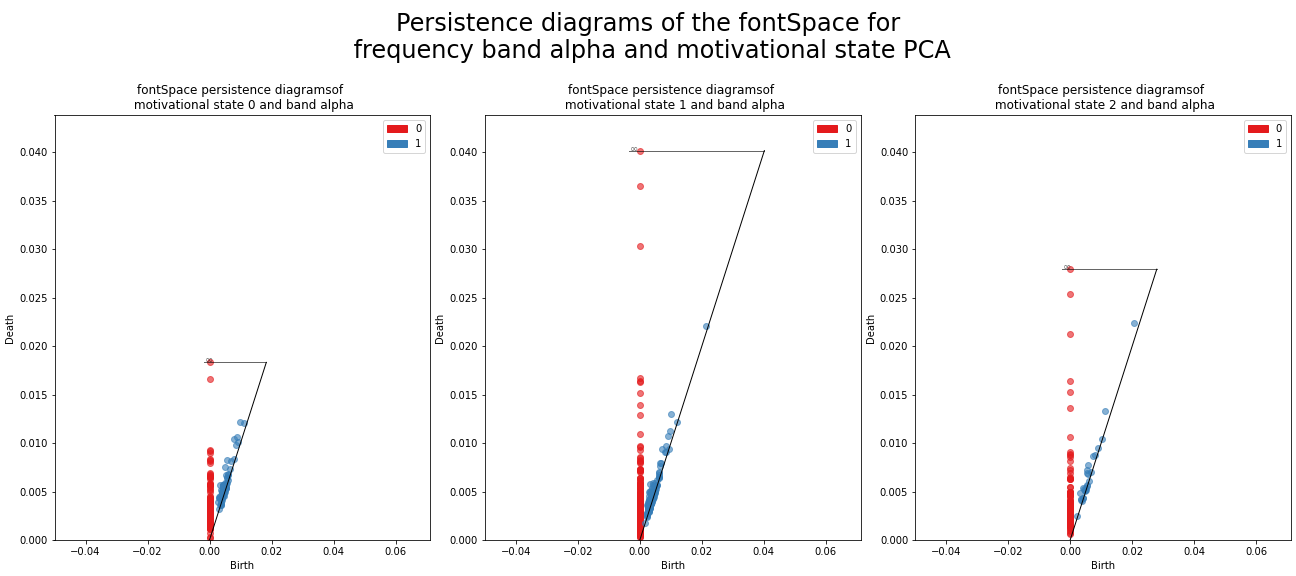 Persistence diagrams of the fontSpace for
frequency band alpha and motivational state PCA
fontSpace persistence diagramsof
motivational state 0 and band alpha
0
1
0.040
0.035
0.030
0.025
0.020
0.015
0.010
0.005
0.000
Death
∞
−0.04 −0.02 0.00 0.02 0.04 0.06
Birth
fontSpace persistence diagramsof
motivational state 1 and band alpha
0
1
0.040
0.035
0.030
0.025
0.020
0.015
0.010
0.005
0.000
Death
∞
−0.04 −0.02 0.00 0.02 0.04 0.06
Birth
fontSpace persistence diagramsof
motivational state 2 and band alpha
0
1
0.040
0.035
0.030
0.025
0.020
0.015
0.010
0.005
0.000
Death
∞
−0.04 −0.02 0.00 0.02 0.04 0.06
Birth